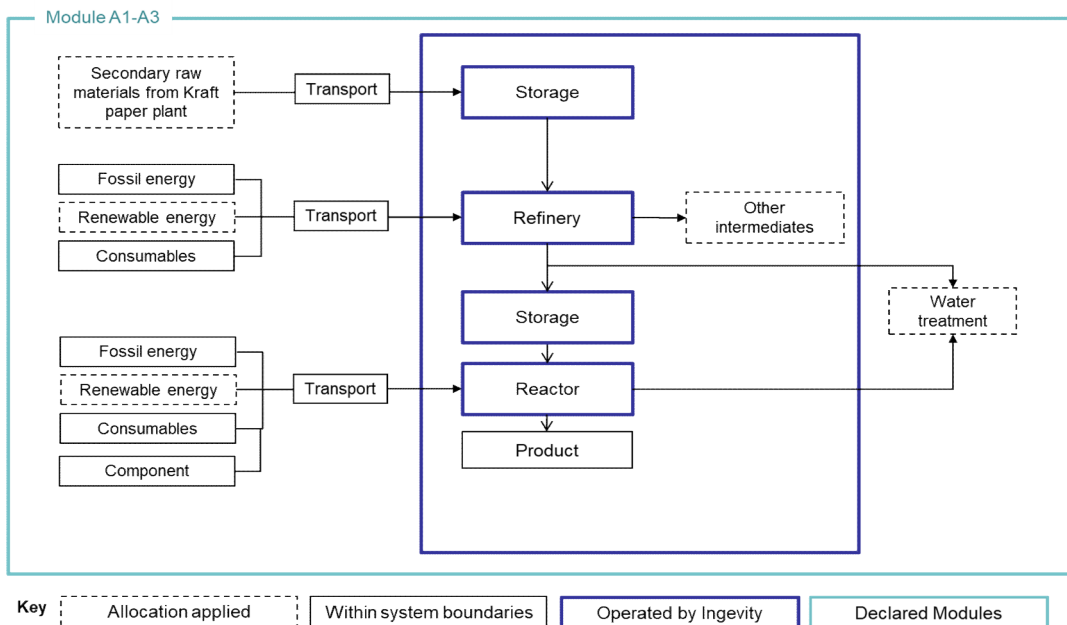 Module A1-A3
Secondary raw
materials from Kraft
paper plant
Transport
Storage
Fossil energy
Renewable energy
Consumables
Transport
Refinery
Other
intermediates
Storage
Water
treatment
Fossil energy
Renewable energy
Consumables
Component
Transport
Reactor
Product
Key
Allocation applied
Within system boundaries
Operated by Ingevity
Declared Modules